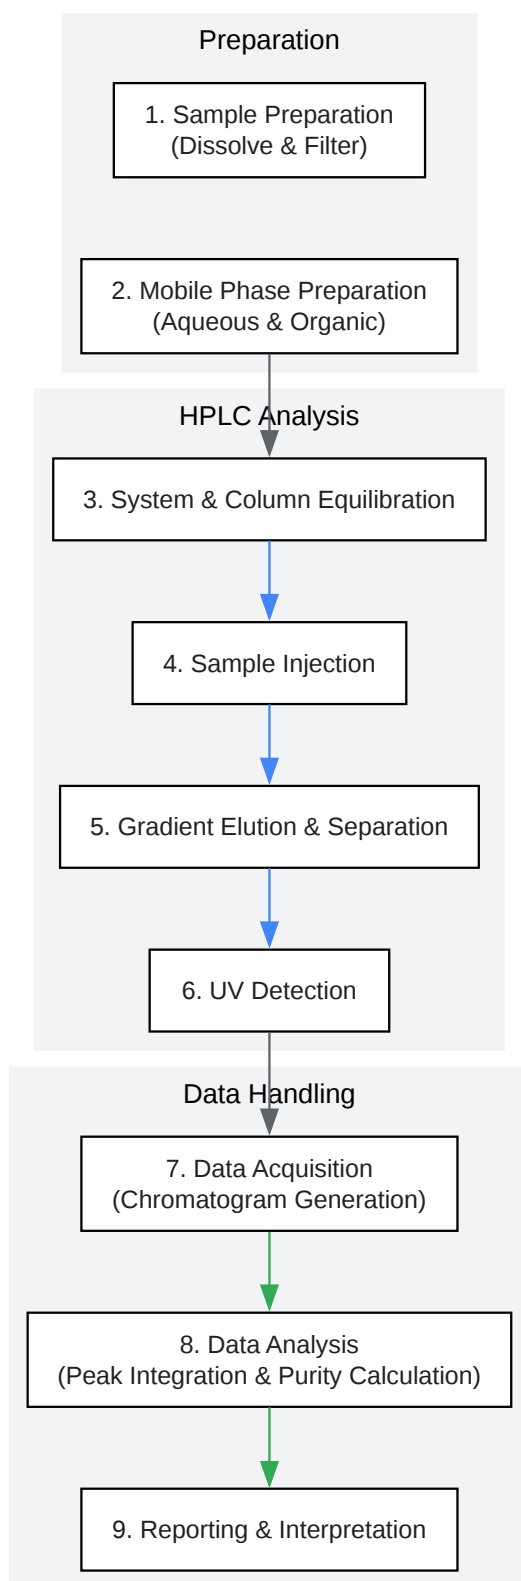 Preparation
1. Sample Preparation
(Dissolve & Filter)
2. Mobile Phase Preparation
(Aqueous & Organic)
HPLC Analysis
3. System & Column Equilibration
4. Sample Injection
5. Gradient Elution & Separation
6. UV Detection
Data Handling
7. Data Acquisition
(Chromatogram Generation)
8. Data Analysis
(Peak Integration & Purity Calculation)
9. Reporting & Interpretation